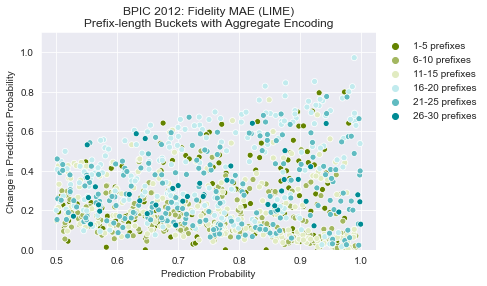 BPIC 2012: Fidelity MAE (LIME)
Prefix-length Buckets with Aggregate Encoding
Change in Prediction Probability
1.0
0.8
0.6
0.4
0.2
0.0
0.5 0.6 0.7 0.8 0.9 1.0
Prediction Probability
1-5 prefixes
6-10 prefixes
11-15 prefixes
16-20 prefixes
21-25 prefixes
26-30 prefixes